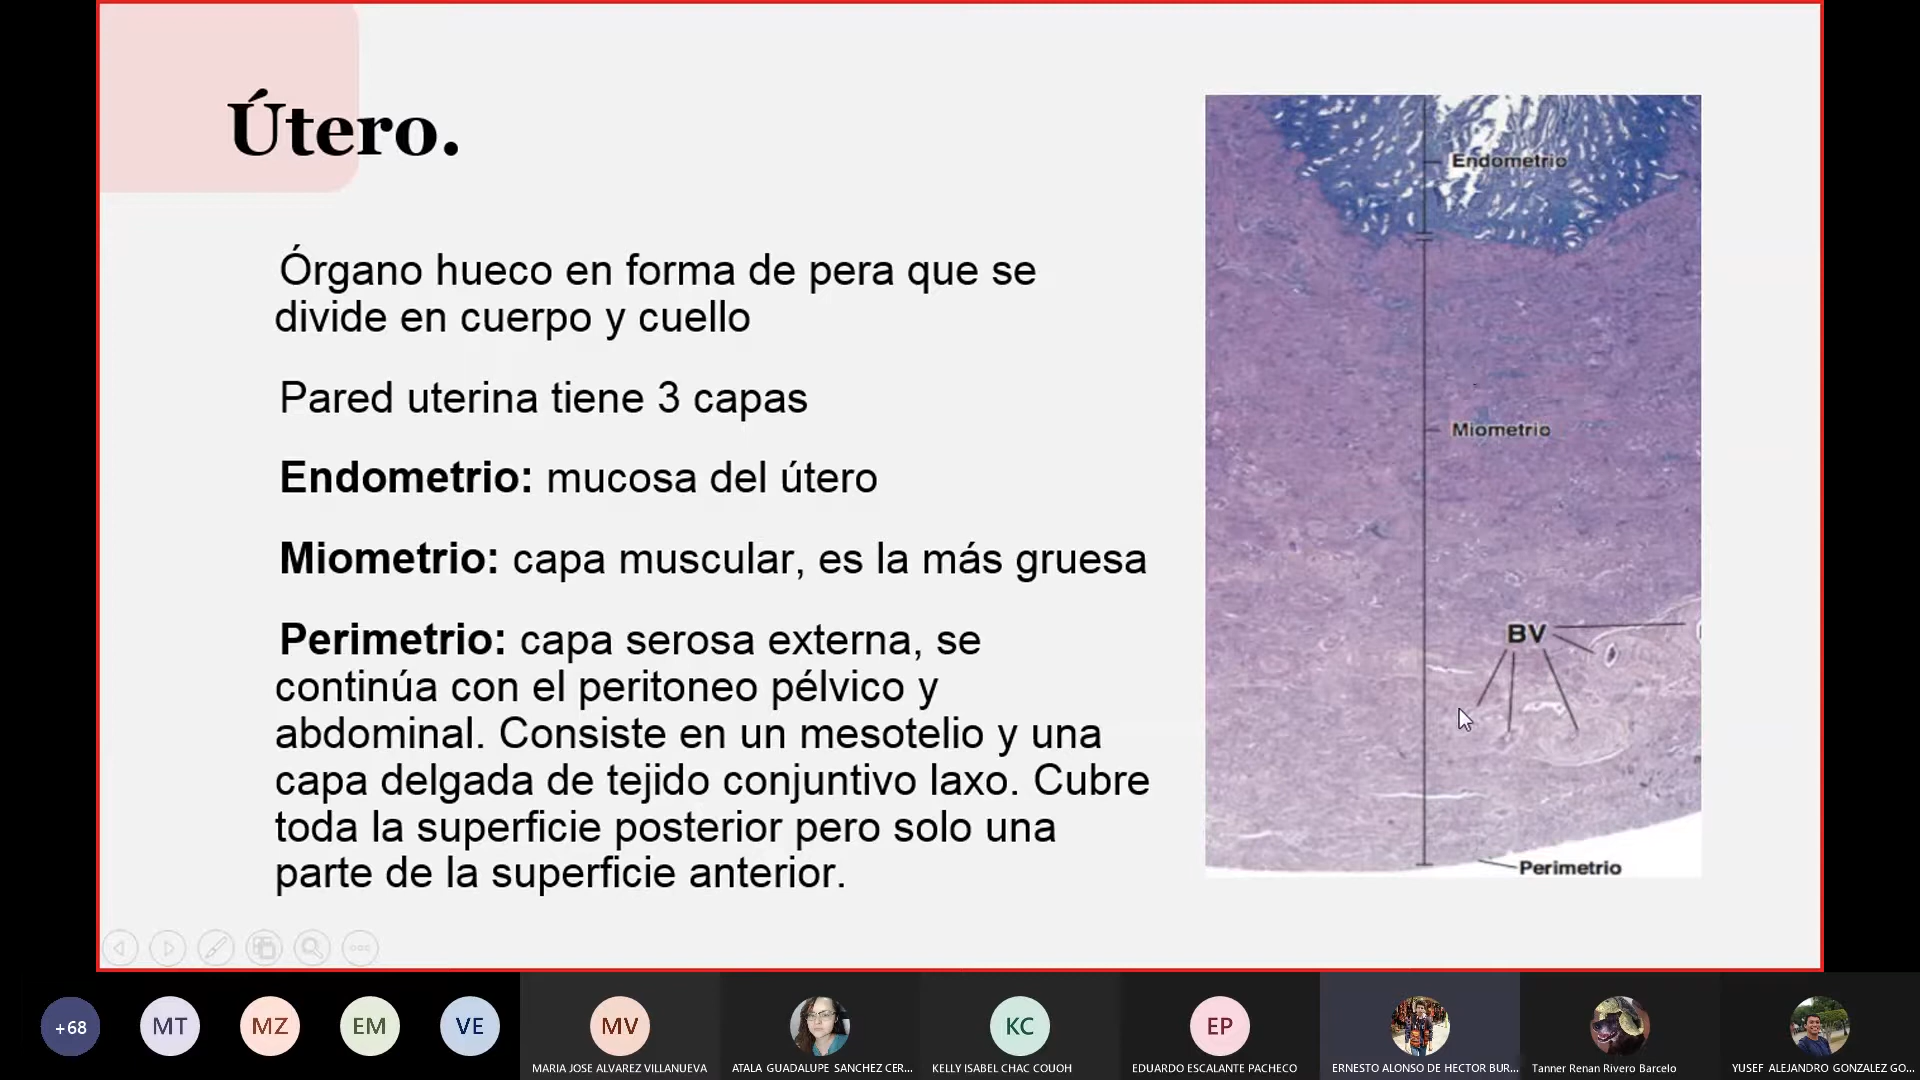 Útero.
Órgano hueco en forma de pera que se
divide en cuerpo y cuello
Pared uterina tiene 3 capas
Endometrio: mucosa del útero
Miometrio: capa muscular, es la más gruesa
Perimetrio: capa serosa externa, se
continúa con el peritoneo pélvico y
abdominal. Consiste en un mesotelio y una
capa delgada de tejido conjuntivo laxo. Cubre
toda la superficie posterior pero solo una
parte de la superficie anterior.
Endometrio
Miometrio
BV
Perimetrio
+68
MT
MZ
EM
VE
MV
KC
EP
MARIA JOSE ALVAREZ VILLANUEVA
ATALA GUADALUPE SANCHEZ CER...
KELLY ISABEL CHAC COUOH
EDUARDO ESCALANTE PACHECO
ERNESTO ALONSO DE HECTOR BUR...
Tanner Renan Rivero Barcelo
YUSEF ALEJANDRO GONZALEZ GO...